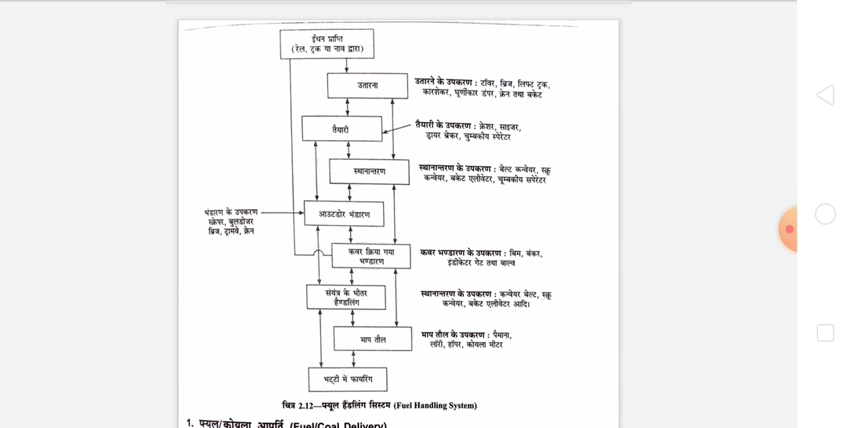 ईंधन प्राप्ति
(रेल, ट्रक या नाव द्वारा)
उतारना
उतारने के उपकरण : टॉवर, ब्रिज, लिफ्ट ट्रक,
कारशेकर, घूर्णीकार डंपर, क्रेन तथा बकेट
तैयारी
तैयारी के उपकरण : क्रेशर, साइजर,
ड्रायर ब्रेकर, चुम्बकीय स्पेरेटर
स्थानान्तरण
स्थानान्तरण के उपकरण : बेल्ट कन्वेयर, स्क्रू
कन्वेयर, बकेट एलीवेटर, चूम्बकीय सपेरेटर
भंडारण के उपकरण
स्क्रेपर, बुलडोजर
ब्रिज, ट्रामवे, क्रेन
आउटडोर भंडारण
कवर क्रिया गया
भण्डारण
कवर भण्डारण के उपकरण : बिम, बंकर,
इंडीकेटर गेट तथा वाल्व
संयंत्र के भीतर
हैण्डलिंग
स्थानान्तरण के उपकरण : कन्वेयर बेल्ट, स्क्रू
कन्वेयर, बकेट एलीवेटर आदि।
माप तौल
माप तौल के उपकरण : पैमाना,
लॉरी, हॉपर, कोयला मीटर
भट्टी में फायरिंग
चित्र 2.12—फ्यूल हैंडलिंग सिस्टम (Fuel Handling System)
1. फ्यूल/कोयला आपूर्ति (Fuel/Coal Delivery)